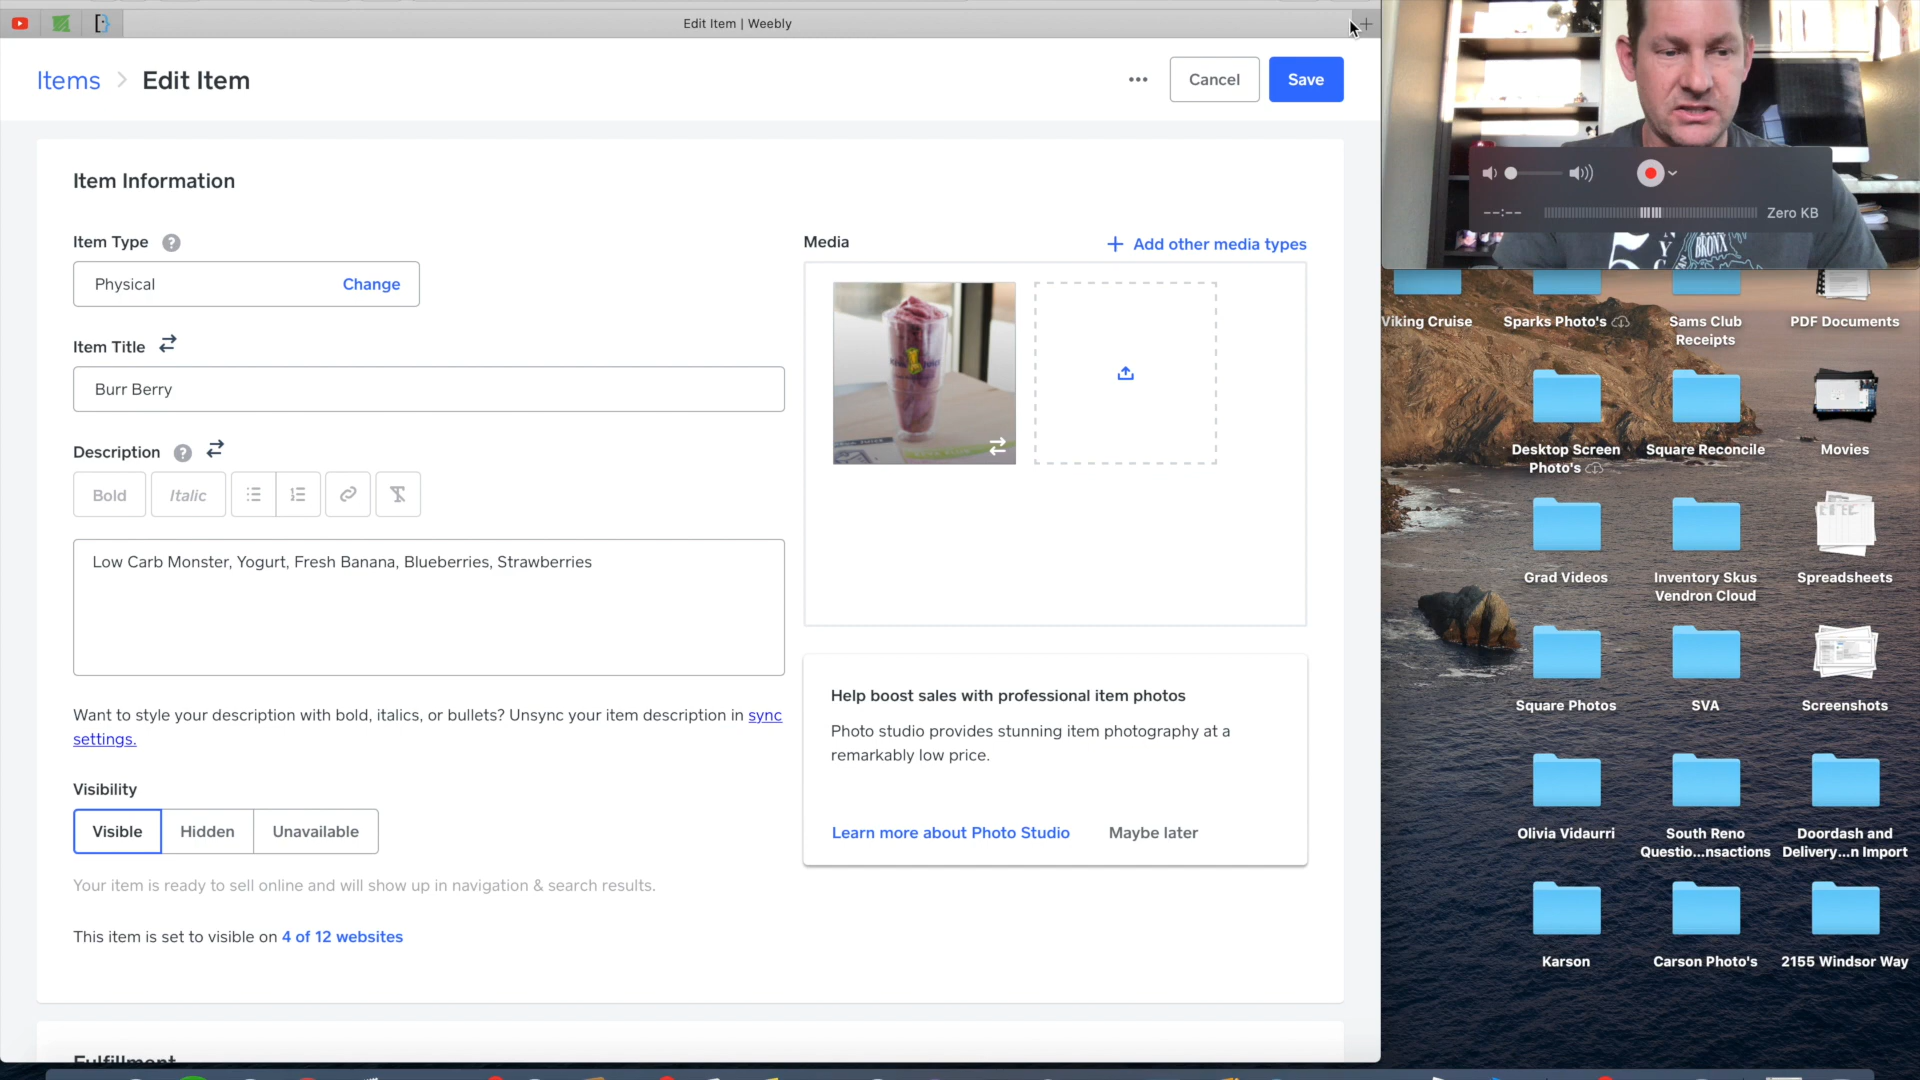 Edit Item | Weebly
Items > Edit Item
Cancel
Save
Item Information
Item Type ?
Physical
Change
Item Title
Burr Berry
Description ?
Bold
Italic
Low Carb Monster, Yogurt, Fresh Banana, Blueberries, Strawberries
Want to style your description with bold, italics, or bullets? Unsync your item description in sync
settings.
Visibility
Visible
Hidden
Unavailable
Your item is ready to sell online and will show up in navigation & search results.
This item is set to visible on 4 of 12 websites
Fulfillment
Media
+ Add other media types
Help boost sales with professional item photos
Photo studio provides stunning item photography at a
remarkably low price.
Learn more about Photo Studio
Maybe later
--:--
Zero KB
BRONX
Viking Cruise
Sparks Photo's
Sams Club
Receipts
PDF Documents
Desktop Screen
Photo's
Square Reconcile
Movies
Grad Videos
Inventory Skus
Vendron Cloud
Spreadsheets
Square Photos
SVA
Screenshots
Olivia Vidaurri
South Reno
Questio...nsactions
Doordash and
Delivery...n Import
Karson
Carson Photo's
2155 Windsor Way